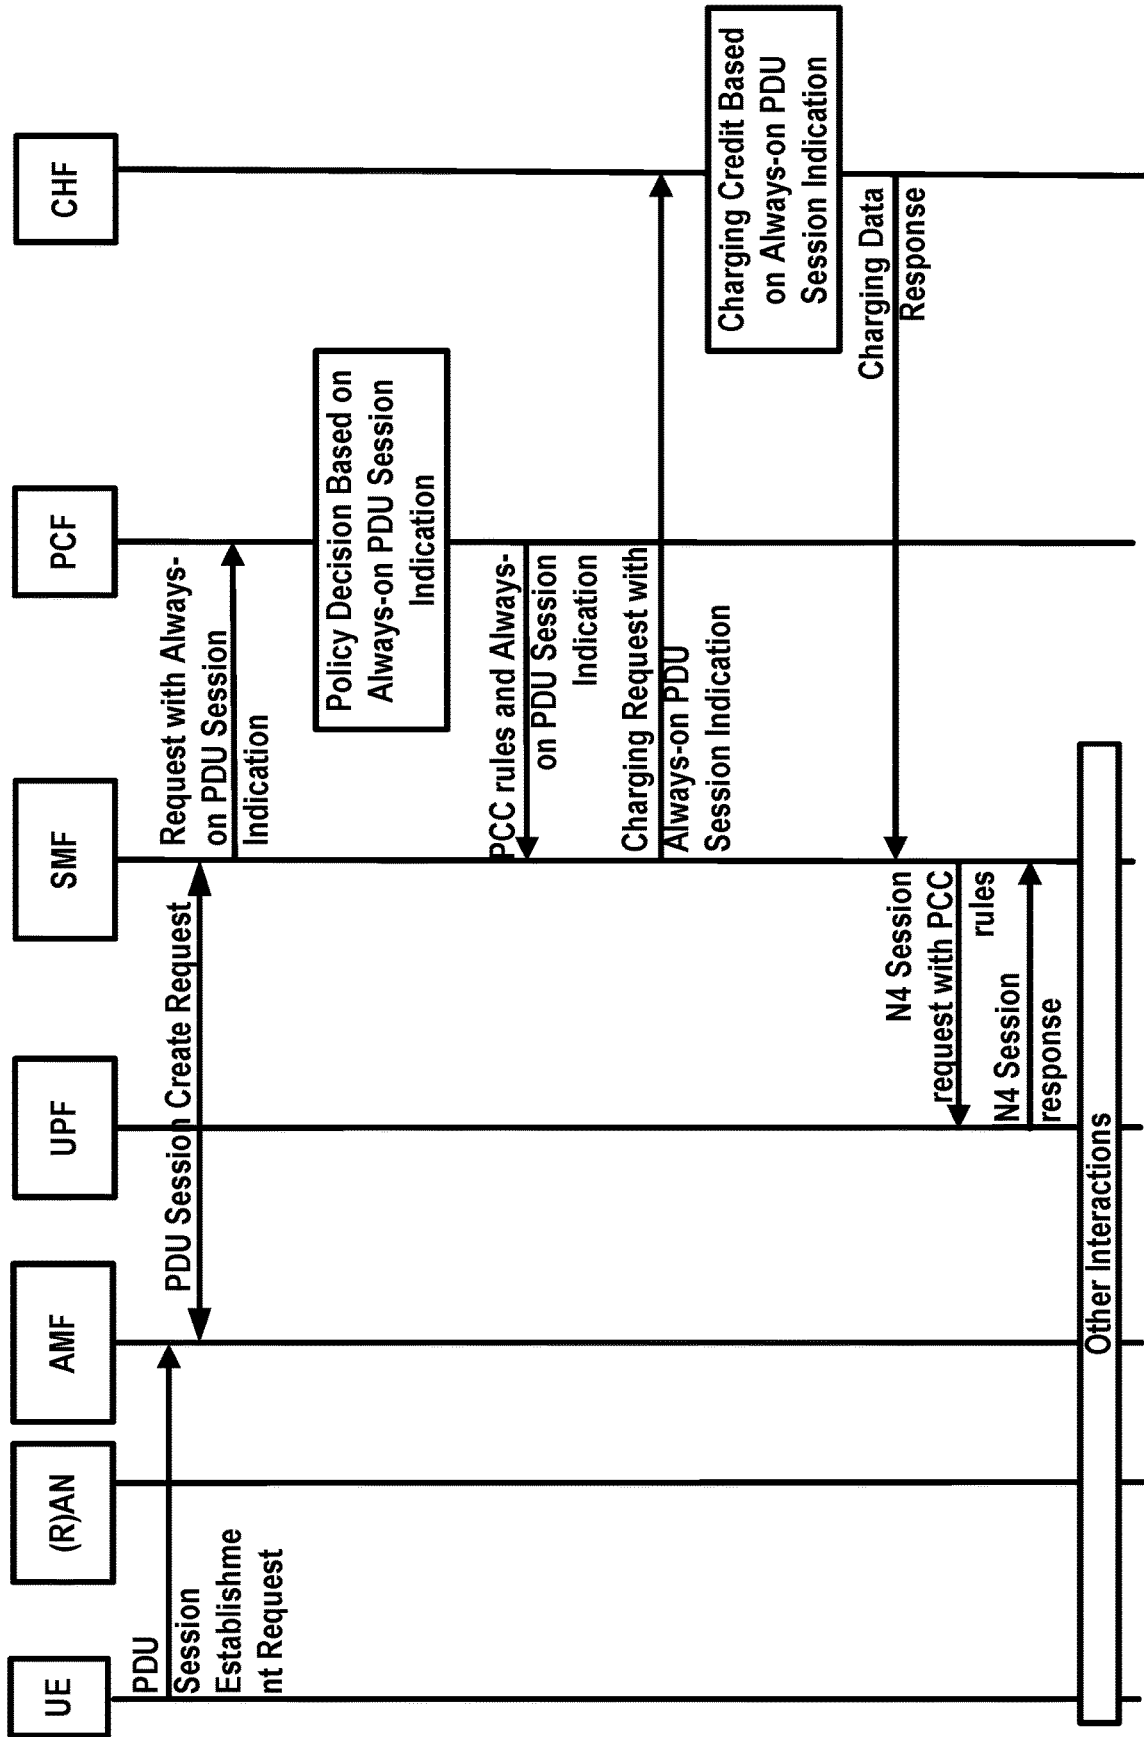 UE
(R)AN
AMF
UPF
SMF
PCF
CHF
PDU
Session
Establishme
nt Request
PDU Session Create Request
Request with Always-
on PDU Session
Indication
Policy Decision Based on
Always-on PDU Session
Indication
PCC rules and Always-
on PDU Session
Indication
Charging Request with
Always-on PDU
Session Indication
Charging Credit Based
on Always-on PDU
Session Indication
Charging Data
Response
N4 Session
request with PCC
rules
N4 Session
response
Other Interactions